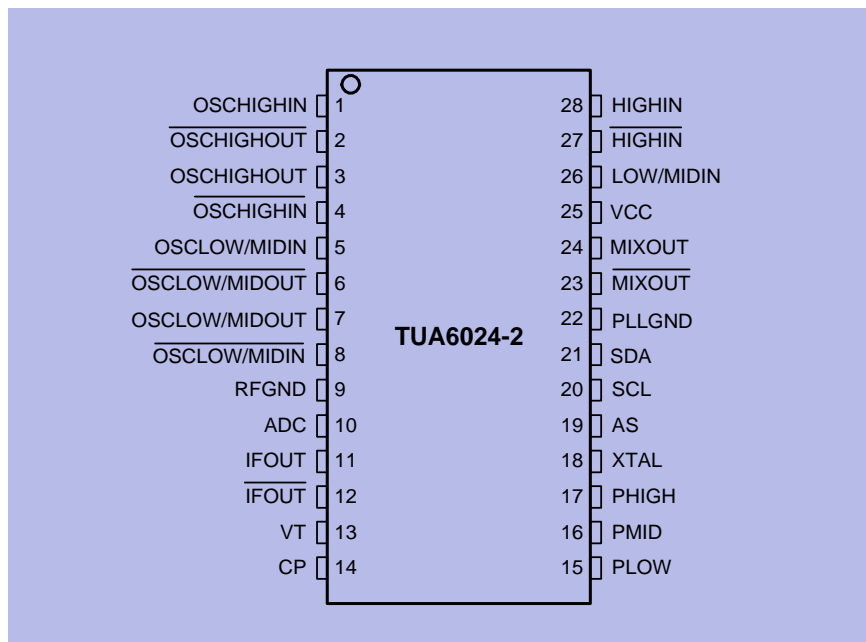 OSCHIGHIN 1 28 HIGHIN
OSCHIGHOUT 2 27 HIGHIN
OSCHIGHOUT 3 26 LOW/MIDIN
OSCHIGHIN 4 25 VCC
OSCLOW/MIDIN 5 24 MIXOUT
OSCLOW/MIDOUT 6 23 MIXOUT
OSCLOW/MIDOUT 7 22 PLLGND
TUA6024-2
OSCLOW/MIDIN 8 21 SDA
RFGND 9 20 SCL
ADC 10 19 AS
IFOUT 11 18 XTAL
IFOUT 12 17 PHIGH
VT 13 16 PMID
CP 14 15 PLOW